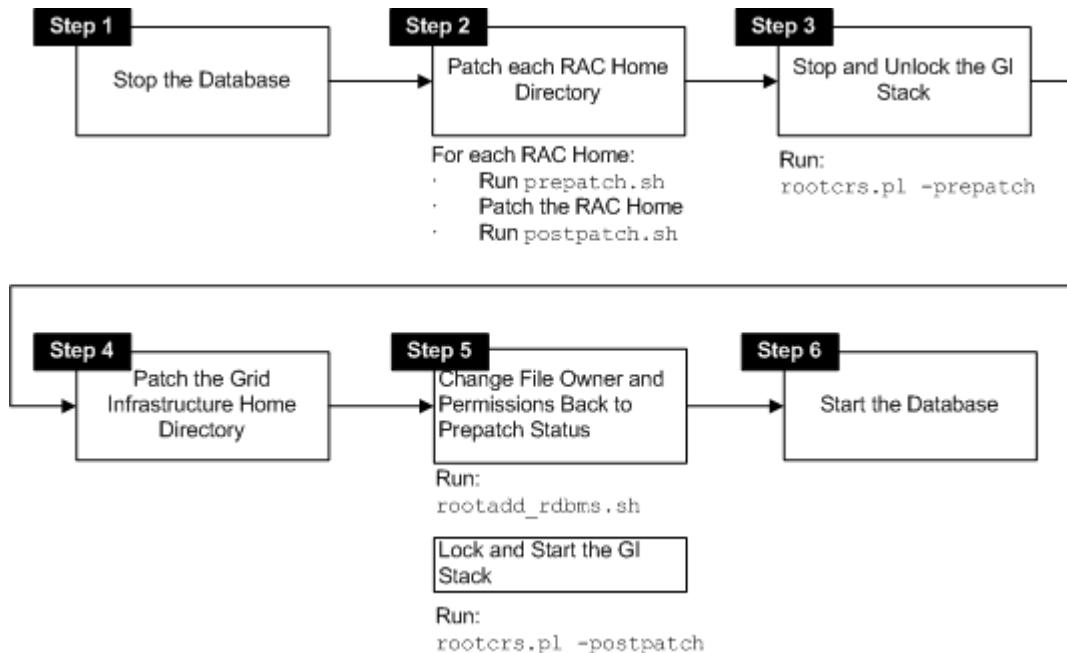 Step 1
Stop the Database
Step 2
Patch each RAC Home
Directory
For each RAC Home:
· Run prepatch.sh
· Patch the RAC Home
· Run postpatch.sh
Step 3
Stop and Unlock the GI
Stack
Run:
rootcrs.pl -prepatch
Step 4
Patch the Grid
Infrastructure Home
Directory
Step 5
Change File Owner and
Permissions Back to
Prepatch Status
Run:
rootadd_rdbms.sh
Lock and Start the GI
Stack
Run:
rootcrs.pl -postpatch
Step 6
Start the Database